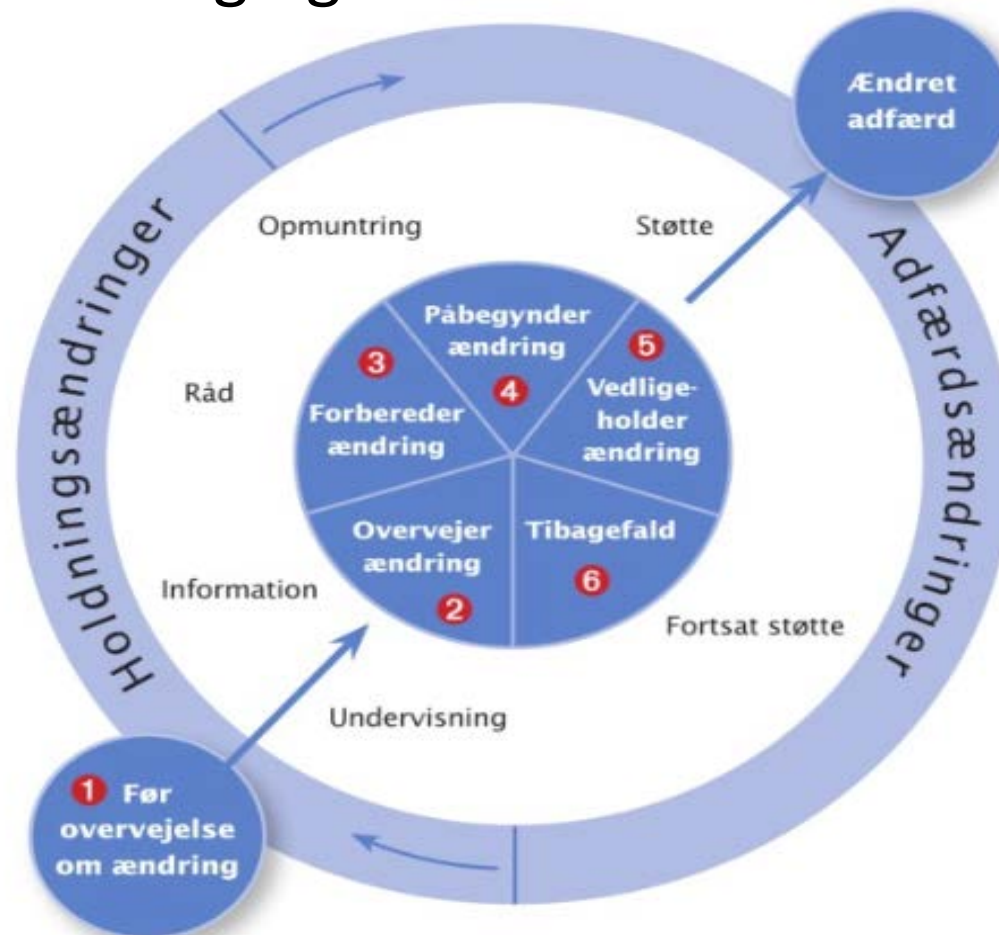 Ændret
adfærd
Holdningsændringer
Adfærdsændringer
Opmuntring
Støtte
Råd
Information
Undervisning
Fortsat støtte
Påbegynder
ændring
4
3
Forbereder
ændring
5
Vedlige-
holder
ændring
Overvejer
ændring
2
Tibagefald
6
1 Før
overvejelse
om ændring